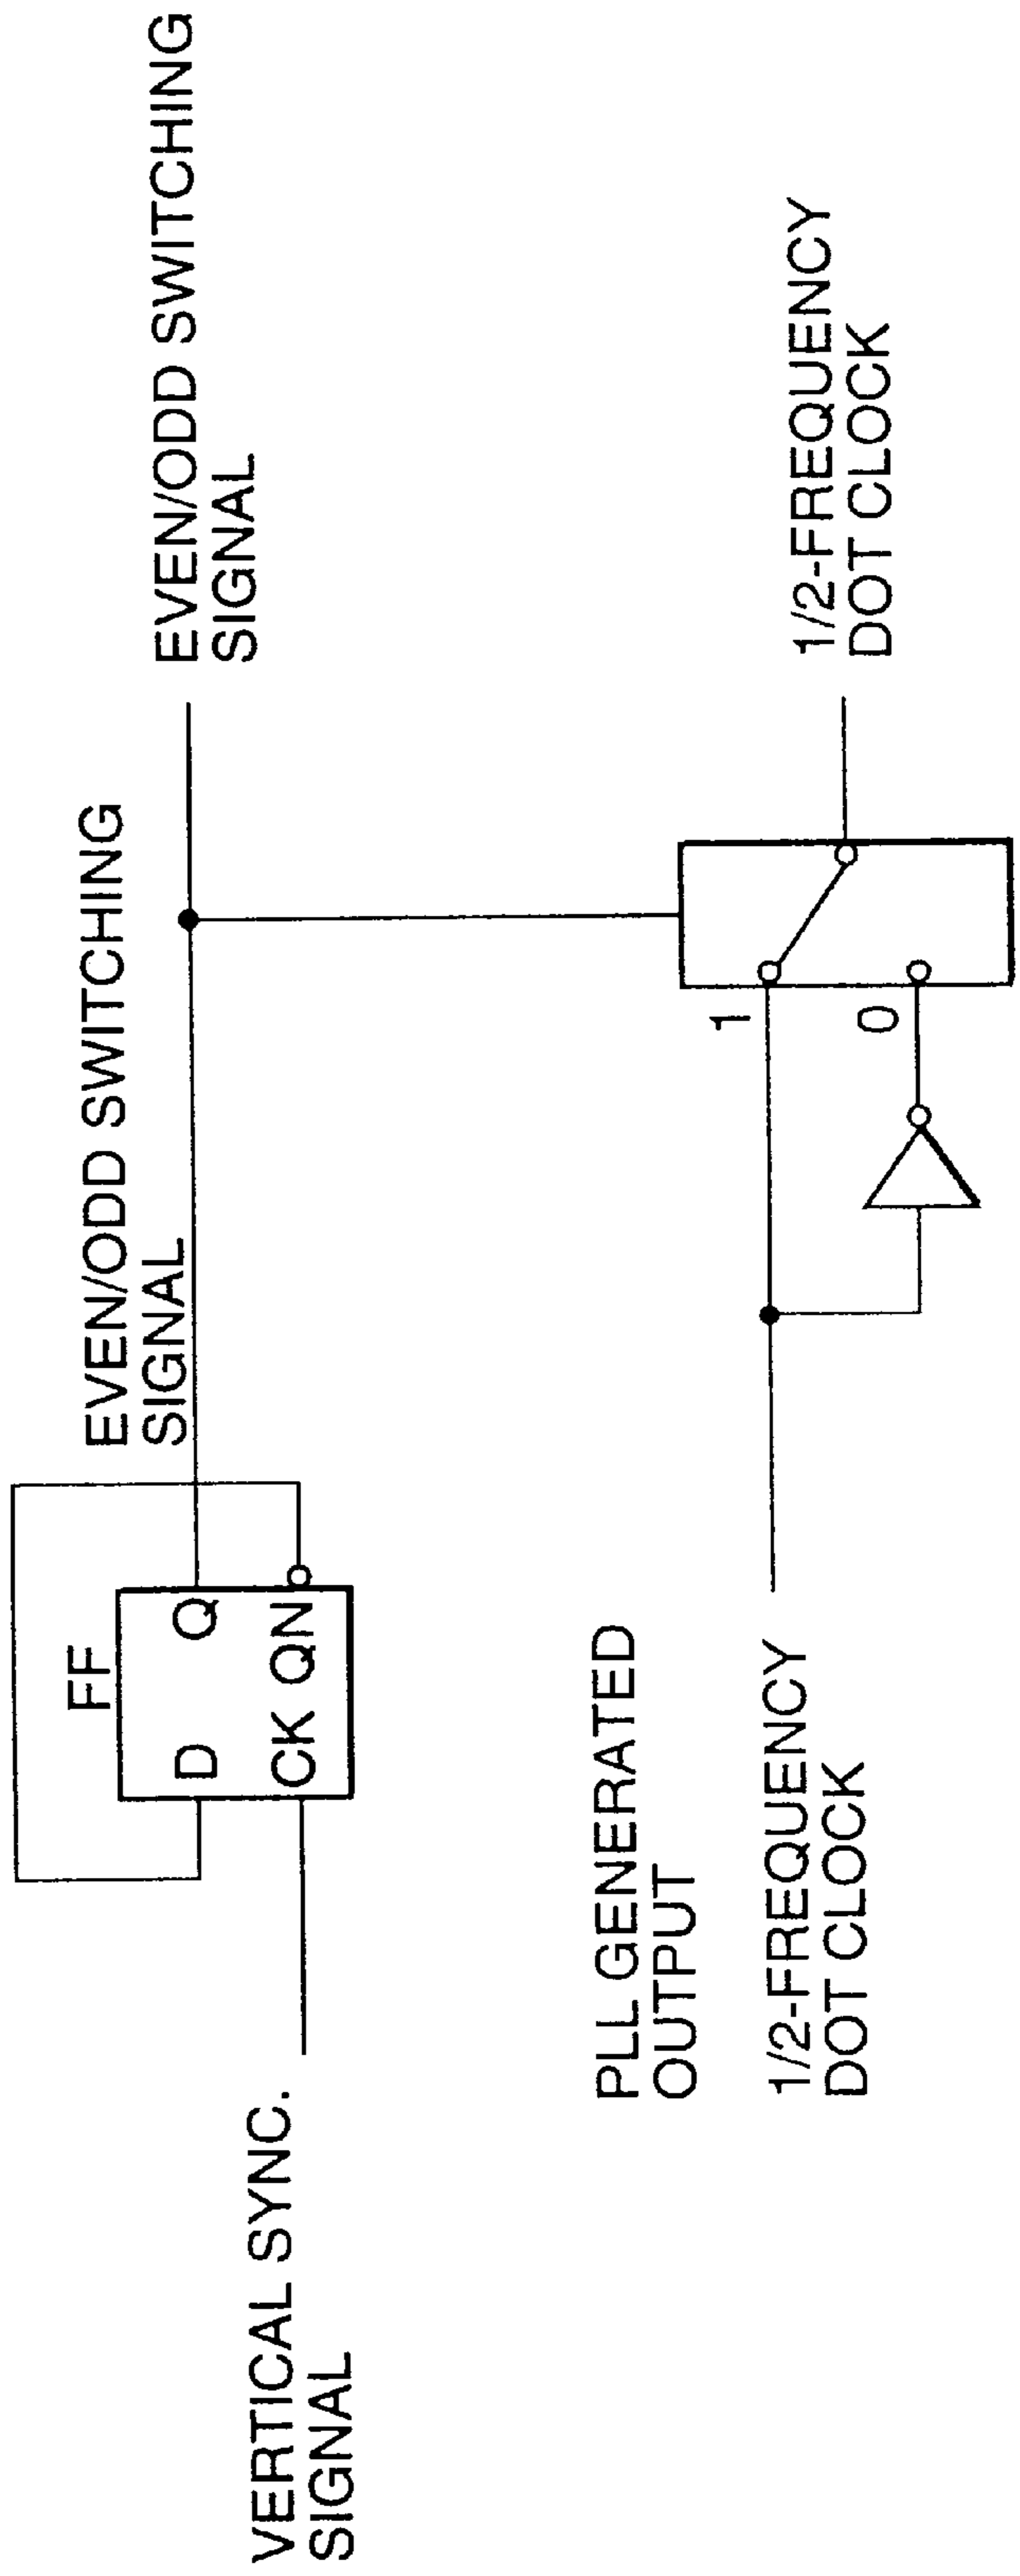 EVEN/ODD SWITCHING
SIGNAL
EVEN/ODD SWITCHING
SIGNAL
FF
D Q
CK QN
VERTICAL SYNC.
SIGNAL
PLL GENERATED
OUTPUT
1/2-FREQUENCY
DOT CLOCK
1
0
1/2-FREQUENCY
DOT CLOCK